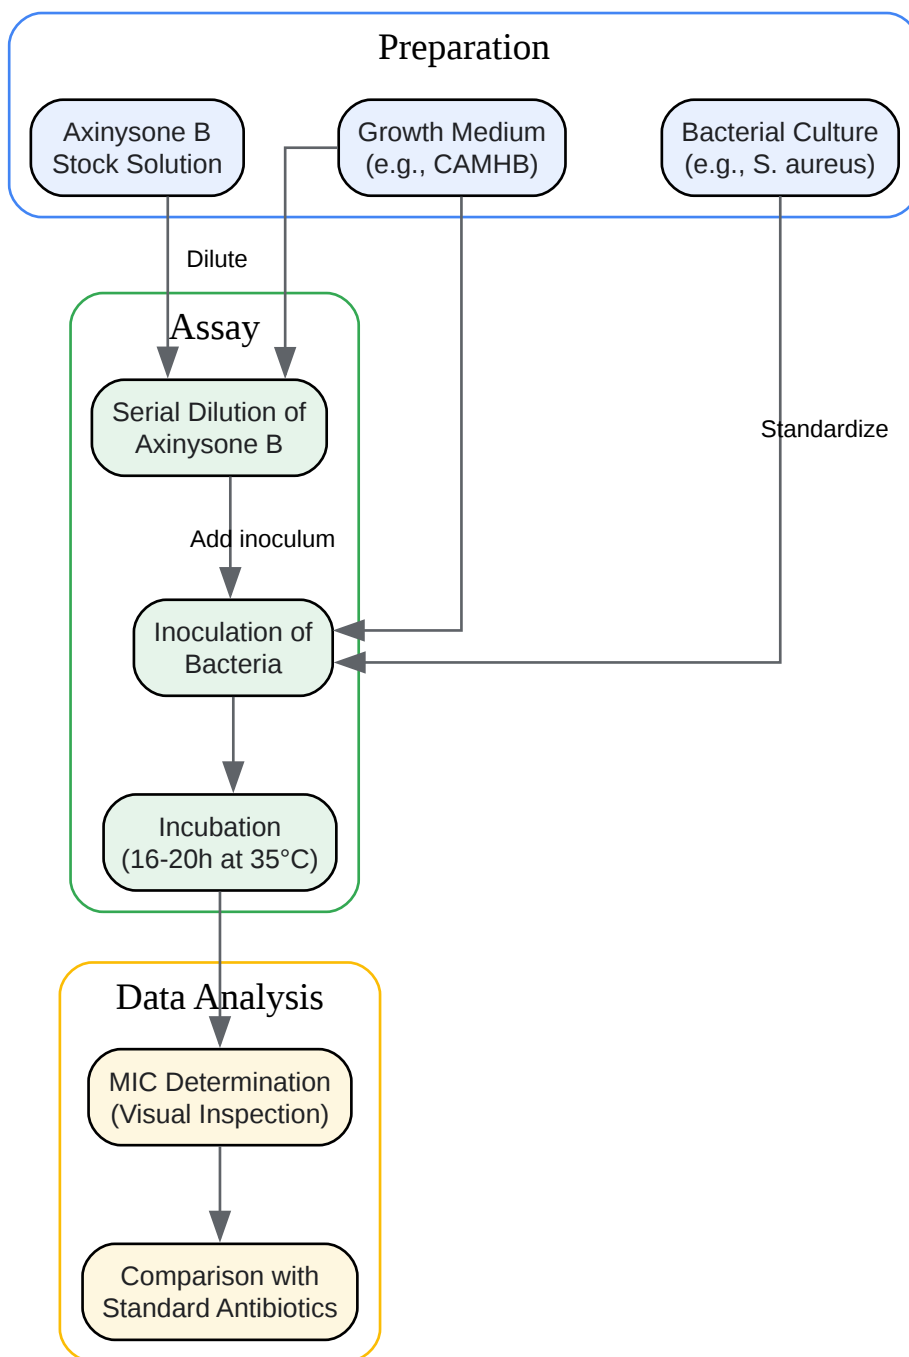 Preparation
Axinysone B
Stock Solution
Growth Medium
(e.g., CAMHB)
Bacterial Culture
(e.g., S. aureus)
Dilute
Assay
Serial Dilution of
Axinysone B
Standardize
Add inoculum
Inoculation of
Bacteria
Incubation
(16-20h at 35°C)
Data Analysis
MIC Determination
(Visual Inspection)
Comparison with
Standard Antibiotics